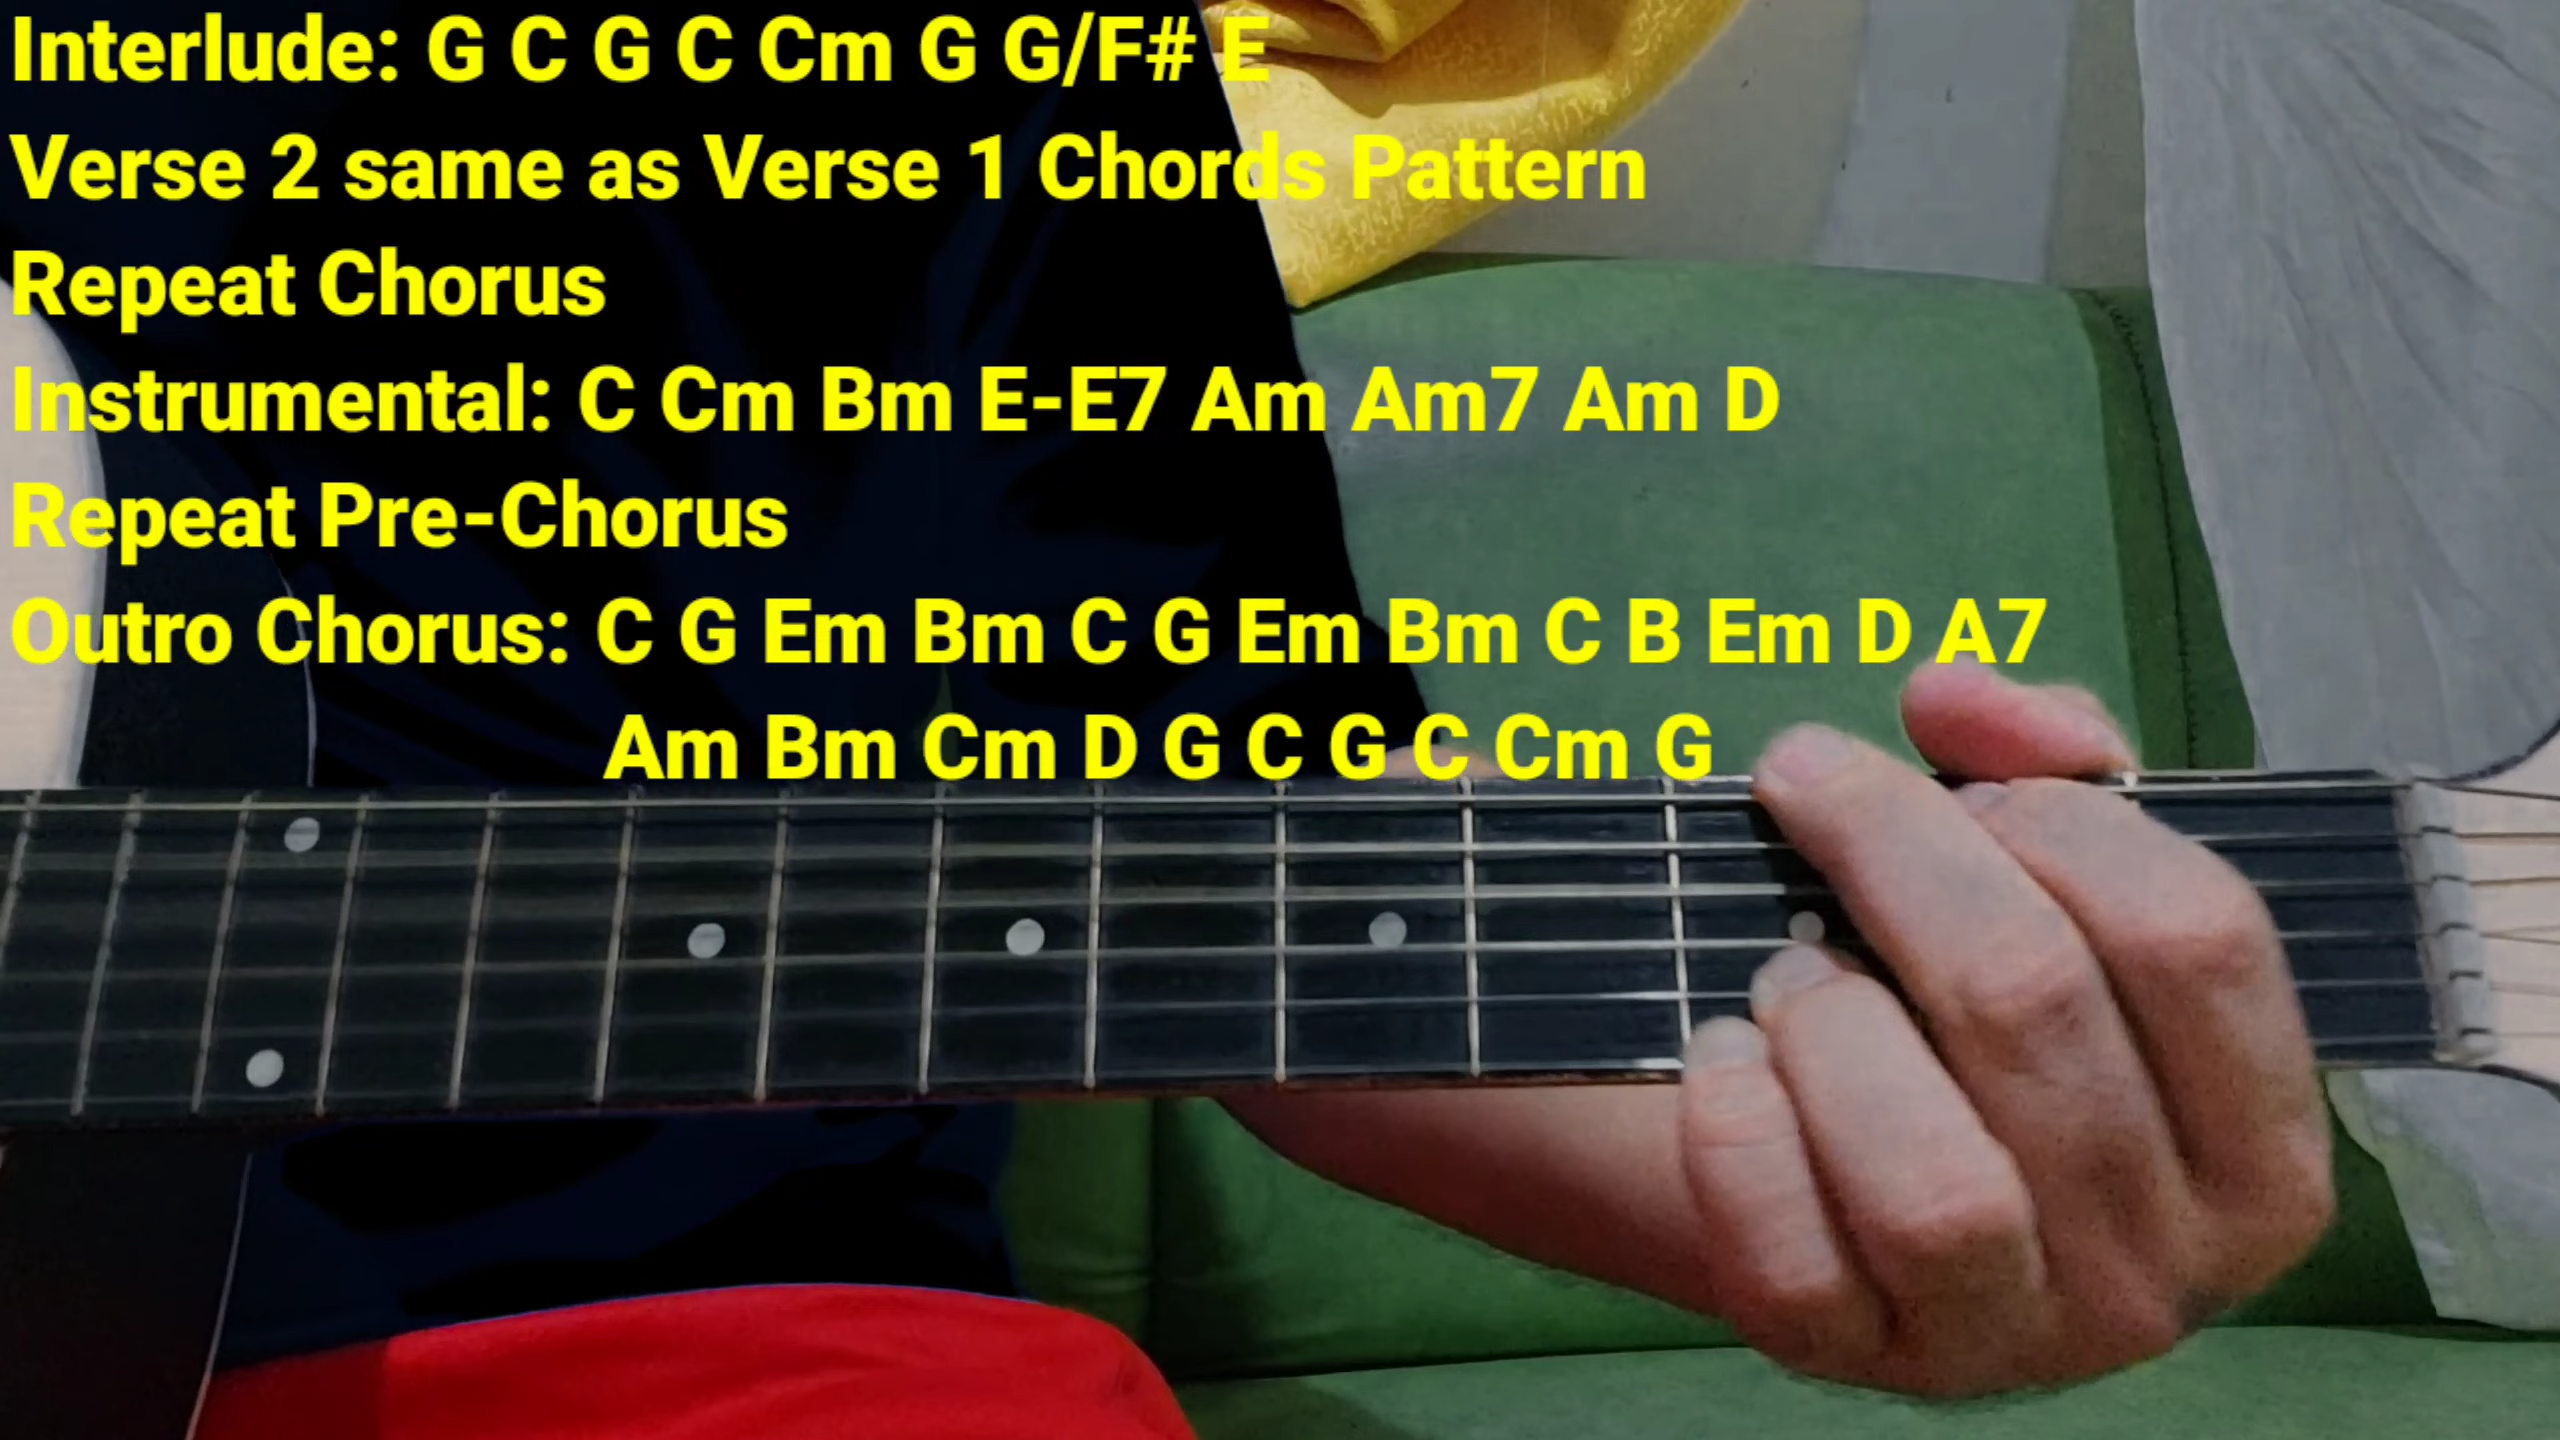 Interlude: G C G C Cm G G/F# E
Verse 2 same as Verse 1 Chords Pattern
Repeat Chorus
Instrumental: C Cm Bm E-E7 Am Am7 Am D
Repeat Pre-Chorus
Outro Chorus: C G Em Bm C G Em Bm C B Em D A7
Am Bm Cm D G C G C Cm G